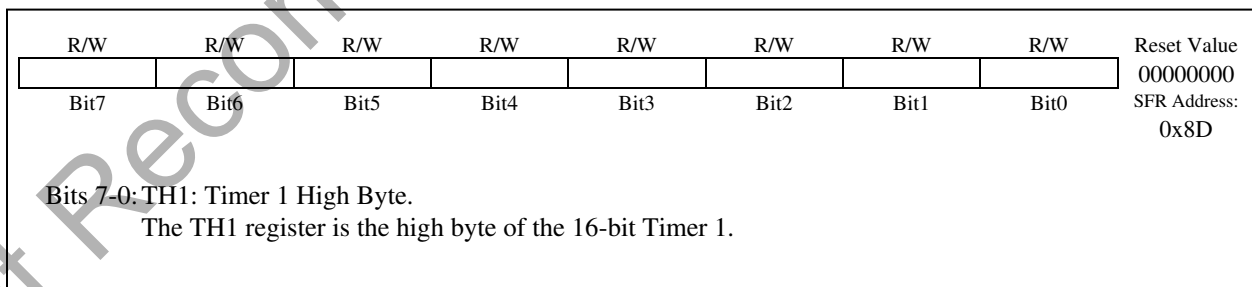 R/W R/W R/W R/W R/W R/W R/W R/W Reset Value
00000000
Bit7 Bit6 Bit5 Bit4 Bit3 Bit2 Bit1 Bit0 SFR Address:
0x8D
Bits 7-0: TH1: Timer 1 High Byte.
The TH1 register is the high byte of the 16-bit Timer 1.